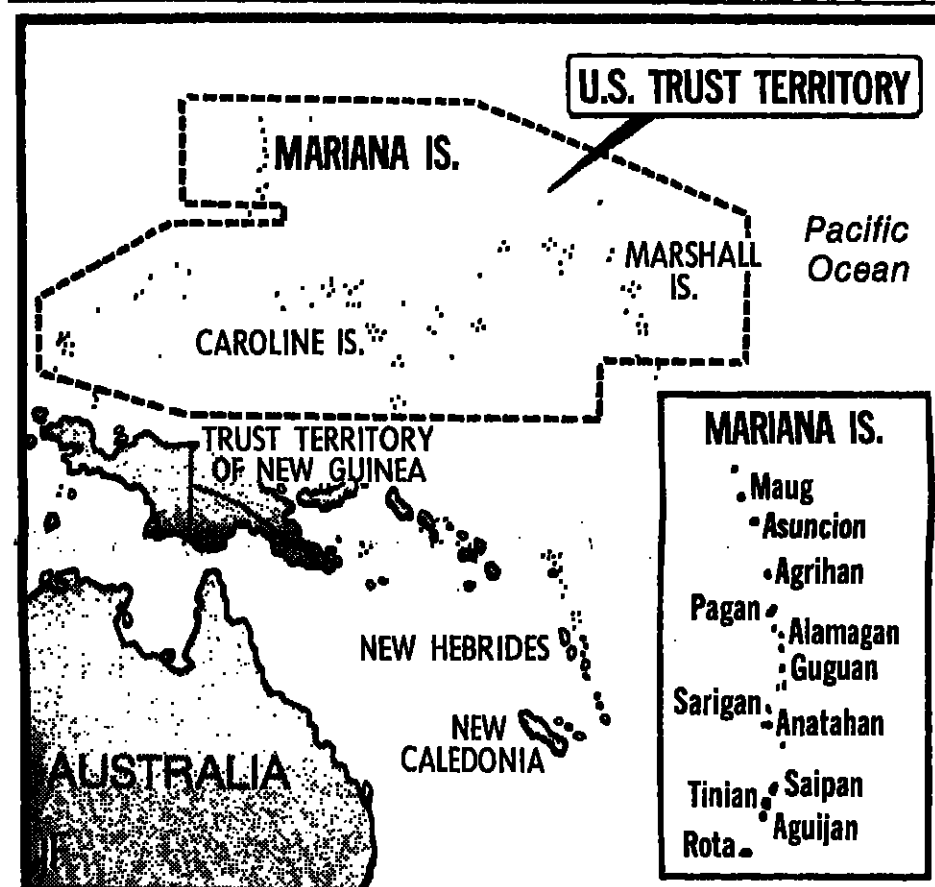 U.S. TRUST TERRITORY
MARIANA IS.
Pacific
Ocean
MARSHALL
IS.
CAROLINE IS.
TRUST TERRITORY
OF NEW GUINEA
NEW HEBRIDES
NEW
CALEDONIA
AUSTRALIA
MARIANA IS.
Maug
Asuncion
Agrihan
Pagan
Alamagan
Guguan
Sarigan
Anatahan
Saipan
Tinian
Aguijan
Rota